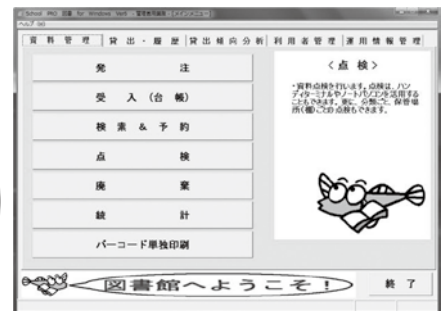 ヘルプ(H)
資料管理 貸出・履歴 貸出傾向分析 利用者管理 運用情報管理
発注
受入(台帳)
検索&予約
点検
廃棄
統計
バーコード単独印刷
<点検>
・資料点検を行います。点検は、ハン
ディターミナルやノートパソコンを活用する
こともできます。更に、分類ごと、保管場
所(棚)ごとの点検もできます。
図書館へようこそ!
終了